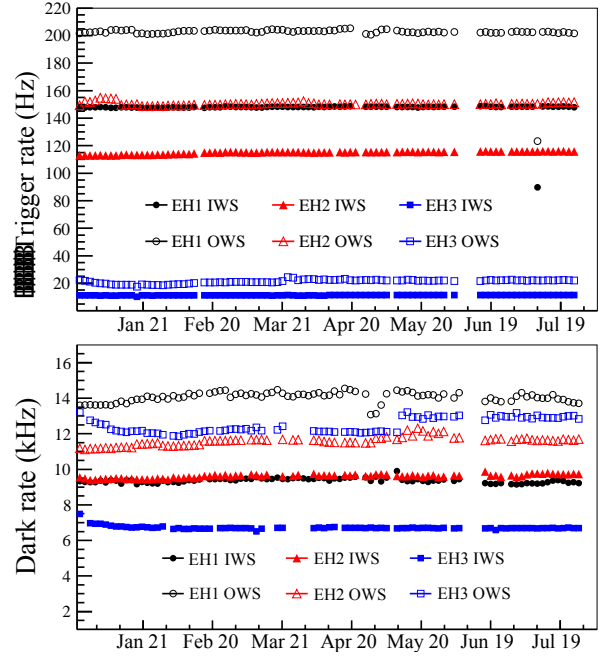 220
200
180
160
140
120
100
80
60
40
20
Trigger rate (Hz)
EH1 IWS EH2 IWS EH3 IWS
EH1 OWS EH2 OWS EH3 OWS
Jan 21 Feb 20 Mar 21 Apr 20 May 20 Jun 19 Jul 19
16
14
12
10
8
6
4
2
Dark rate (kHz)
EH1 IWS EH2 IWS EH3 IWS
EH1 OWS EH2 OWS EH3 OWS
Jan 21 Feb 20 Mar 21 Apr 20 May 20 Jun 19 Jul 19